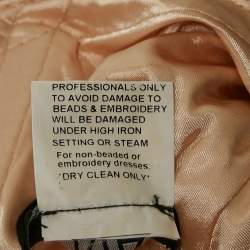 PROFESSIONALS ONLY
TO AVOID DAMAGE TO
BEADS & EMBROIDERY
WILL BE DAMAGED
UNDER HIGH IRON
SETTING OR STEAM
For non-beaded or
embroidery dresses:
"DRY CLEAN ONLY"